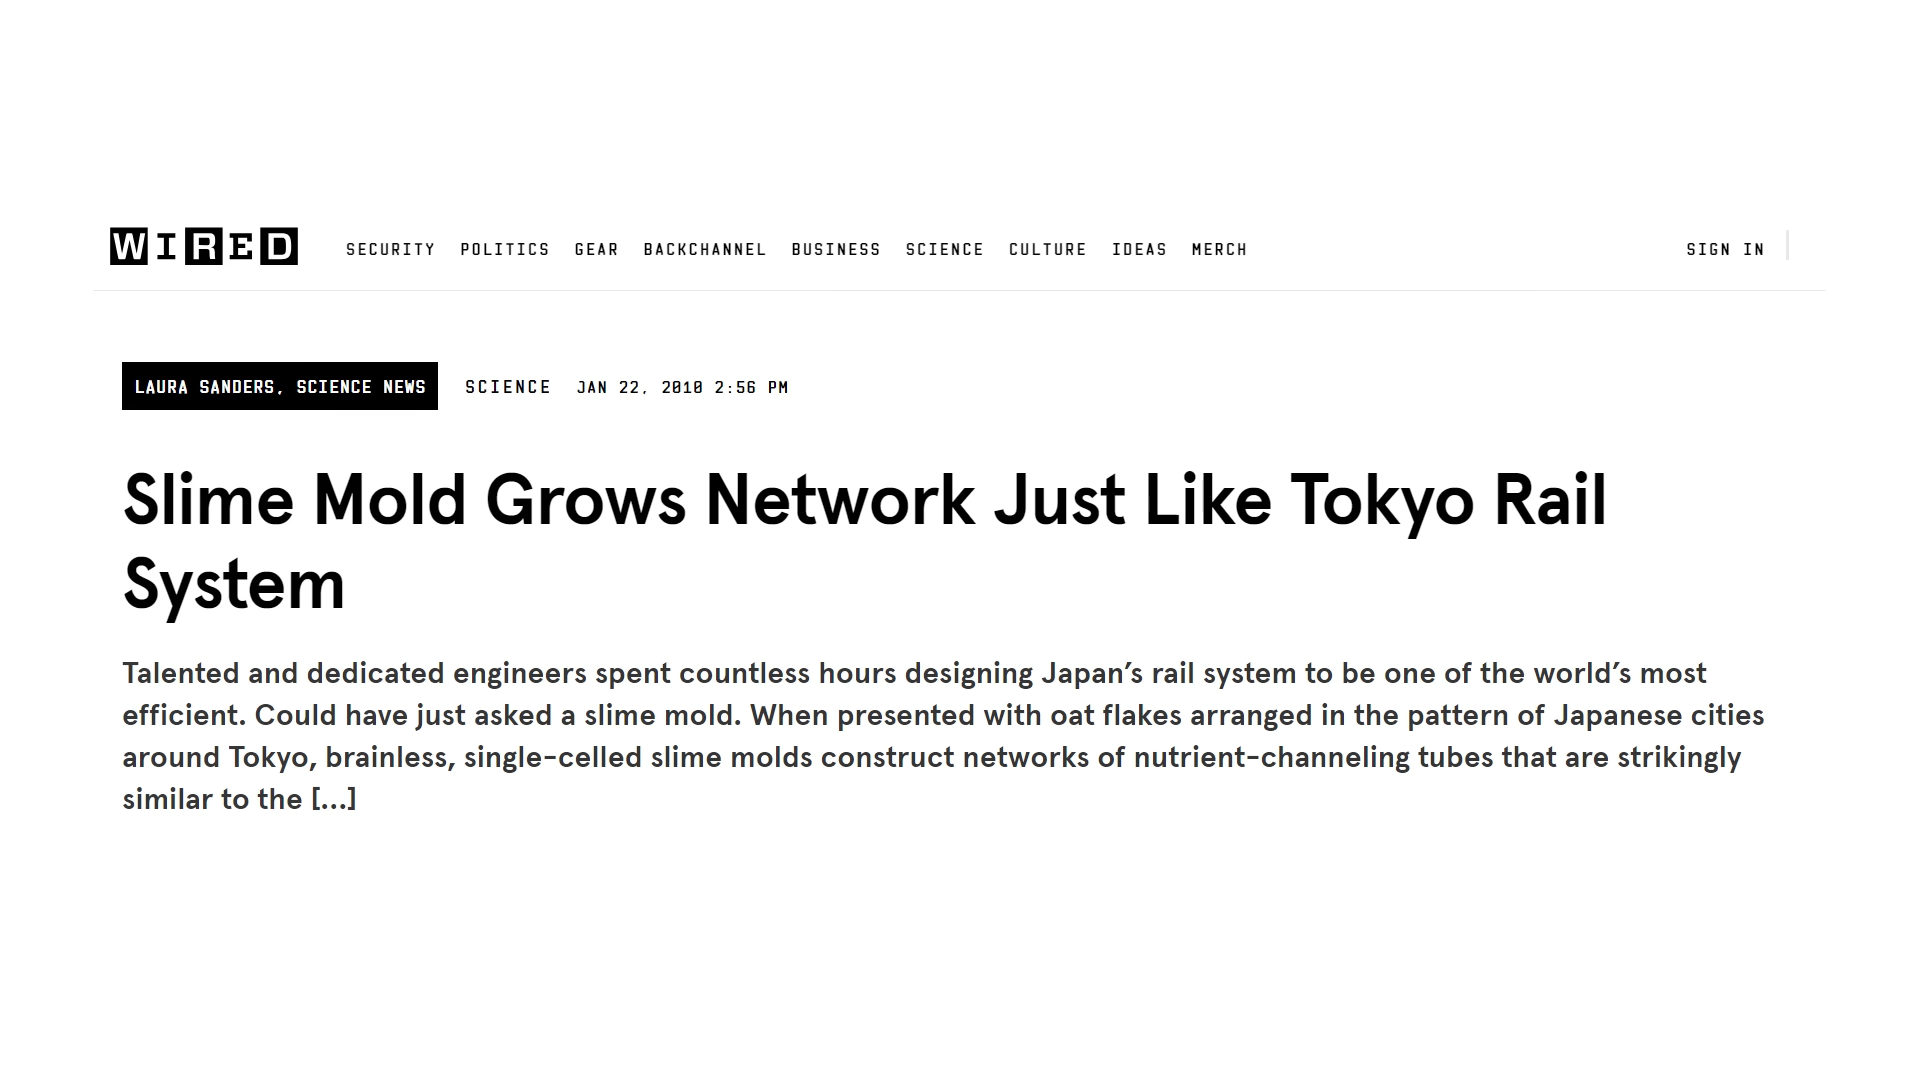 WIRED SECURITY POLITICS GEAR BACKCHANNEL BUSINESS SCIENCE CULTURE IDEAS MERCH SIGN IN
LAURA SANDERS, SCIENCE NEWS SCIENCE JAN 22, 2010 2:56 PM
Slime Mold Grows Network Just Like Tokyo Rail
System
Talented and dedicated engineers spent countless hours designing Japan’s rail system to be one of the world’s most
efficient. Could have just asked a slime mold. When presented with oat flakes arranged in the pattern of Japanese cities
around Tokyo, brainless, single-celled slime molds construct networks of nutrient-channeling tubes that are strikingly
similar to the [...]